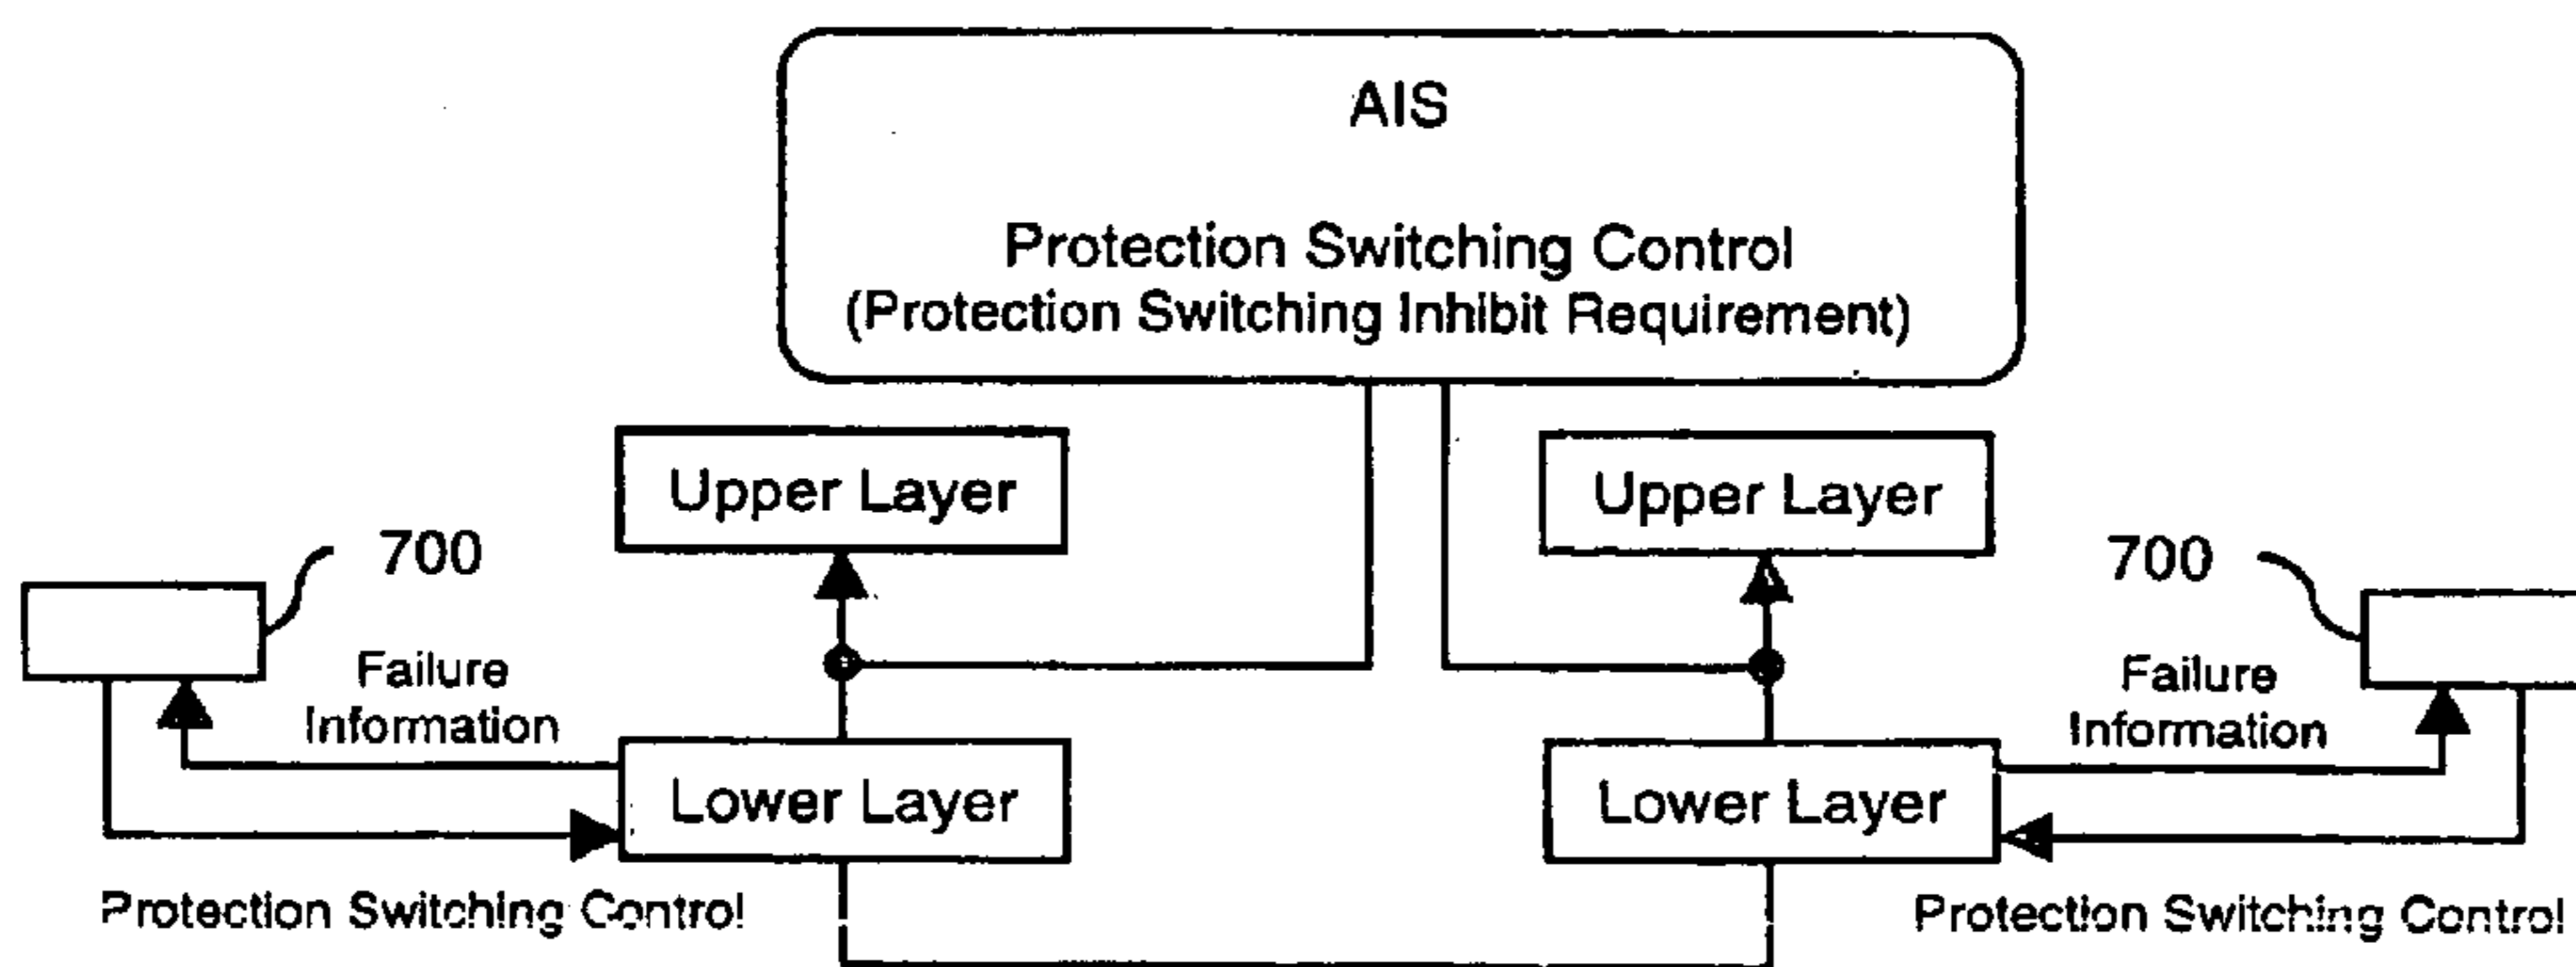 AIS
Protection Switching Control
(Protection Switching Inhibit Requirement)
Upper Layer
Upper Layer
700
700
Failure
Information
Failure
Information
Lower Layer
Lower Layer
Protection Switching Control
Protection Switching Control